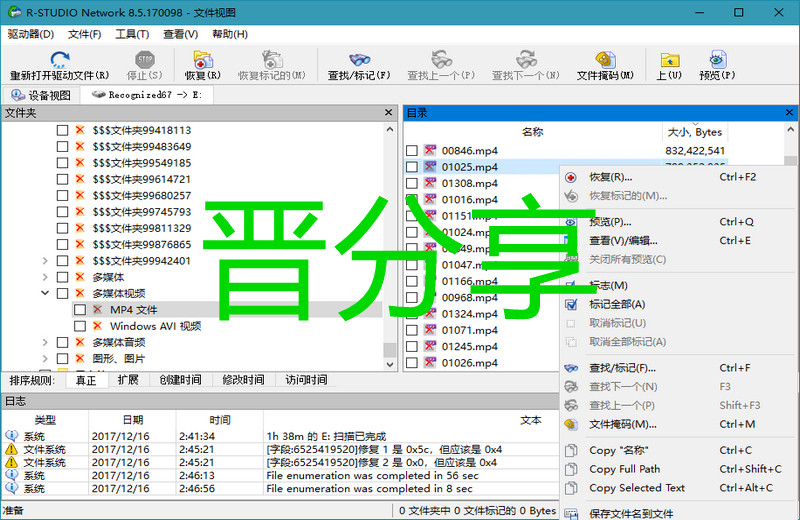 R-STUDIO Network 8.5.170098 - 文件视图
驱动器(D) 文件(F) 工具(T) 查看(V) 帮助(H)
重新打开驱动文件(R) 停止(S) 恢复(R) 恢复标记的(M) 查找/标记(F) 查找上一个(P) 查找下一个(N) 文件掩码(M) 上(U) 预览(P)
设备视图 Recognized67 -> E:
文件夹
$$$文件夹99418113
$$$文件夹99483649
$$$文件夹99549185
$$$文件夹99614721
$$$文件夹99680257
$$$文件夹99745793
$$$文件夹99811329
$$$文件夹99876865
$$$文件夹99942401
多媒体
多媒体视频
MP4 文件
Windows AVI 视频
多媒体音频
图形、图片
目录
名称 大小, Bytes
00846.mp4 832,422,541
01025.mp4
01308.mp4
01016.mp4
01151.mp4
01024.mp4
01047.mp4
01166.mp4
00968.mp4
01324.mp4
01071.mp4
01245.mp4
01026.mp4
恢复(R)... Ctrl+F2
恢复标记的(M)...
预览(P)... Ctrl+Q
查看(V)/编辑... Ctrl+E
关闭所有预览(C)
标志(M)
标记全部(A)
取消标记(U)
取消全部标记(A)
查找/标记(F)... Ctrl+F
查找下一个(N) F3
查找上一个(P) Shift+F3
文件掩码(M)... Ctrl+M
Copy "名称" Ctrl+C
Copy Full Path Ctrl+Shift+C
Copy Selected Text Ctrl+Alt+C
保存文件名到文件
晋分享
排序规则: 真正 扩展 创建时间 修改时间 访问时间
日志
类型 日期 时间 文本
系统 2017/12/16 2:41:34 1h 38m 的 E: 扫描已完成
文件系统 2017/12/16 2:45:21 [字段:6525419520]修复 1 是 0x5c，但应该是 0x4
文件系统 2017/12/16 2:45:21 [字段:6525419520]修复 2 是 0x0，但应该是 0x4
系统 2017/12/16 2:46:13 File enumeration was completed in 56 sec
系统 2017/12/16 2:46:56 File enumeration was completed in 8 sec
准备 0 文件夹中 0 文件标记的 0 Bytes